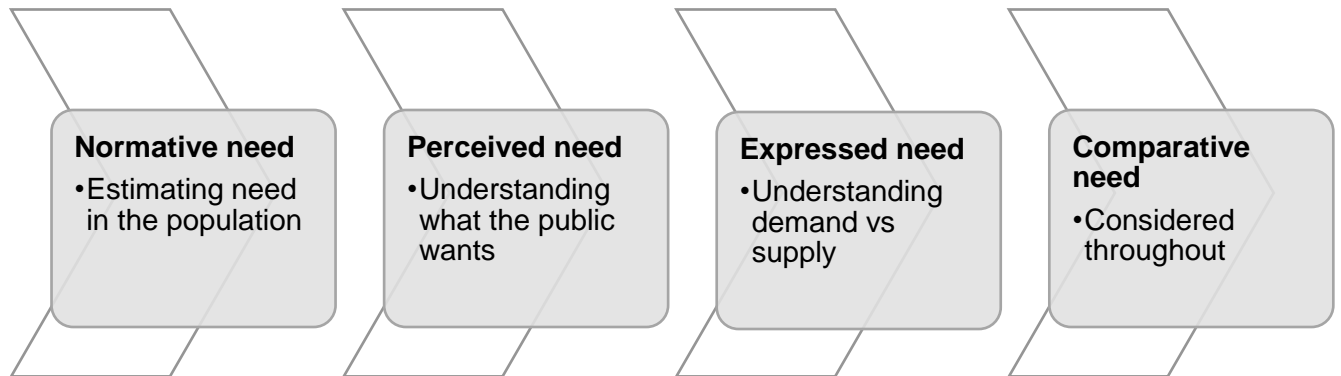 Normative need
•Estimating need
in the population
Perceived need
•Understanding
what the public
wants
Expressed need
•Understanding
demand vs
supply
Comparative
need
•Considered
throughout